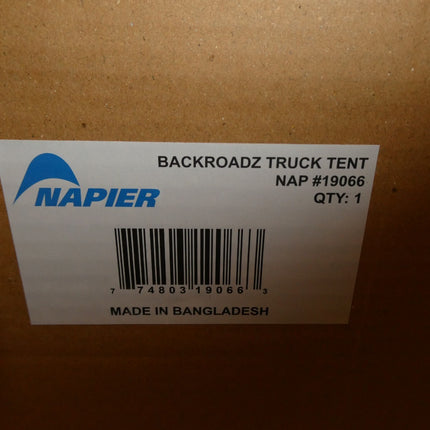 BACKROADZ TRUCK TENT
NAP #19066
QTY: 1
NAPIER
7 74803 19066 3
MADE IN BANGLADESH